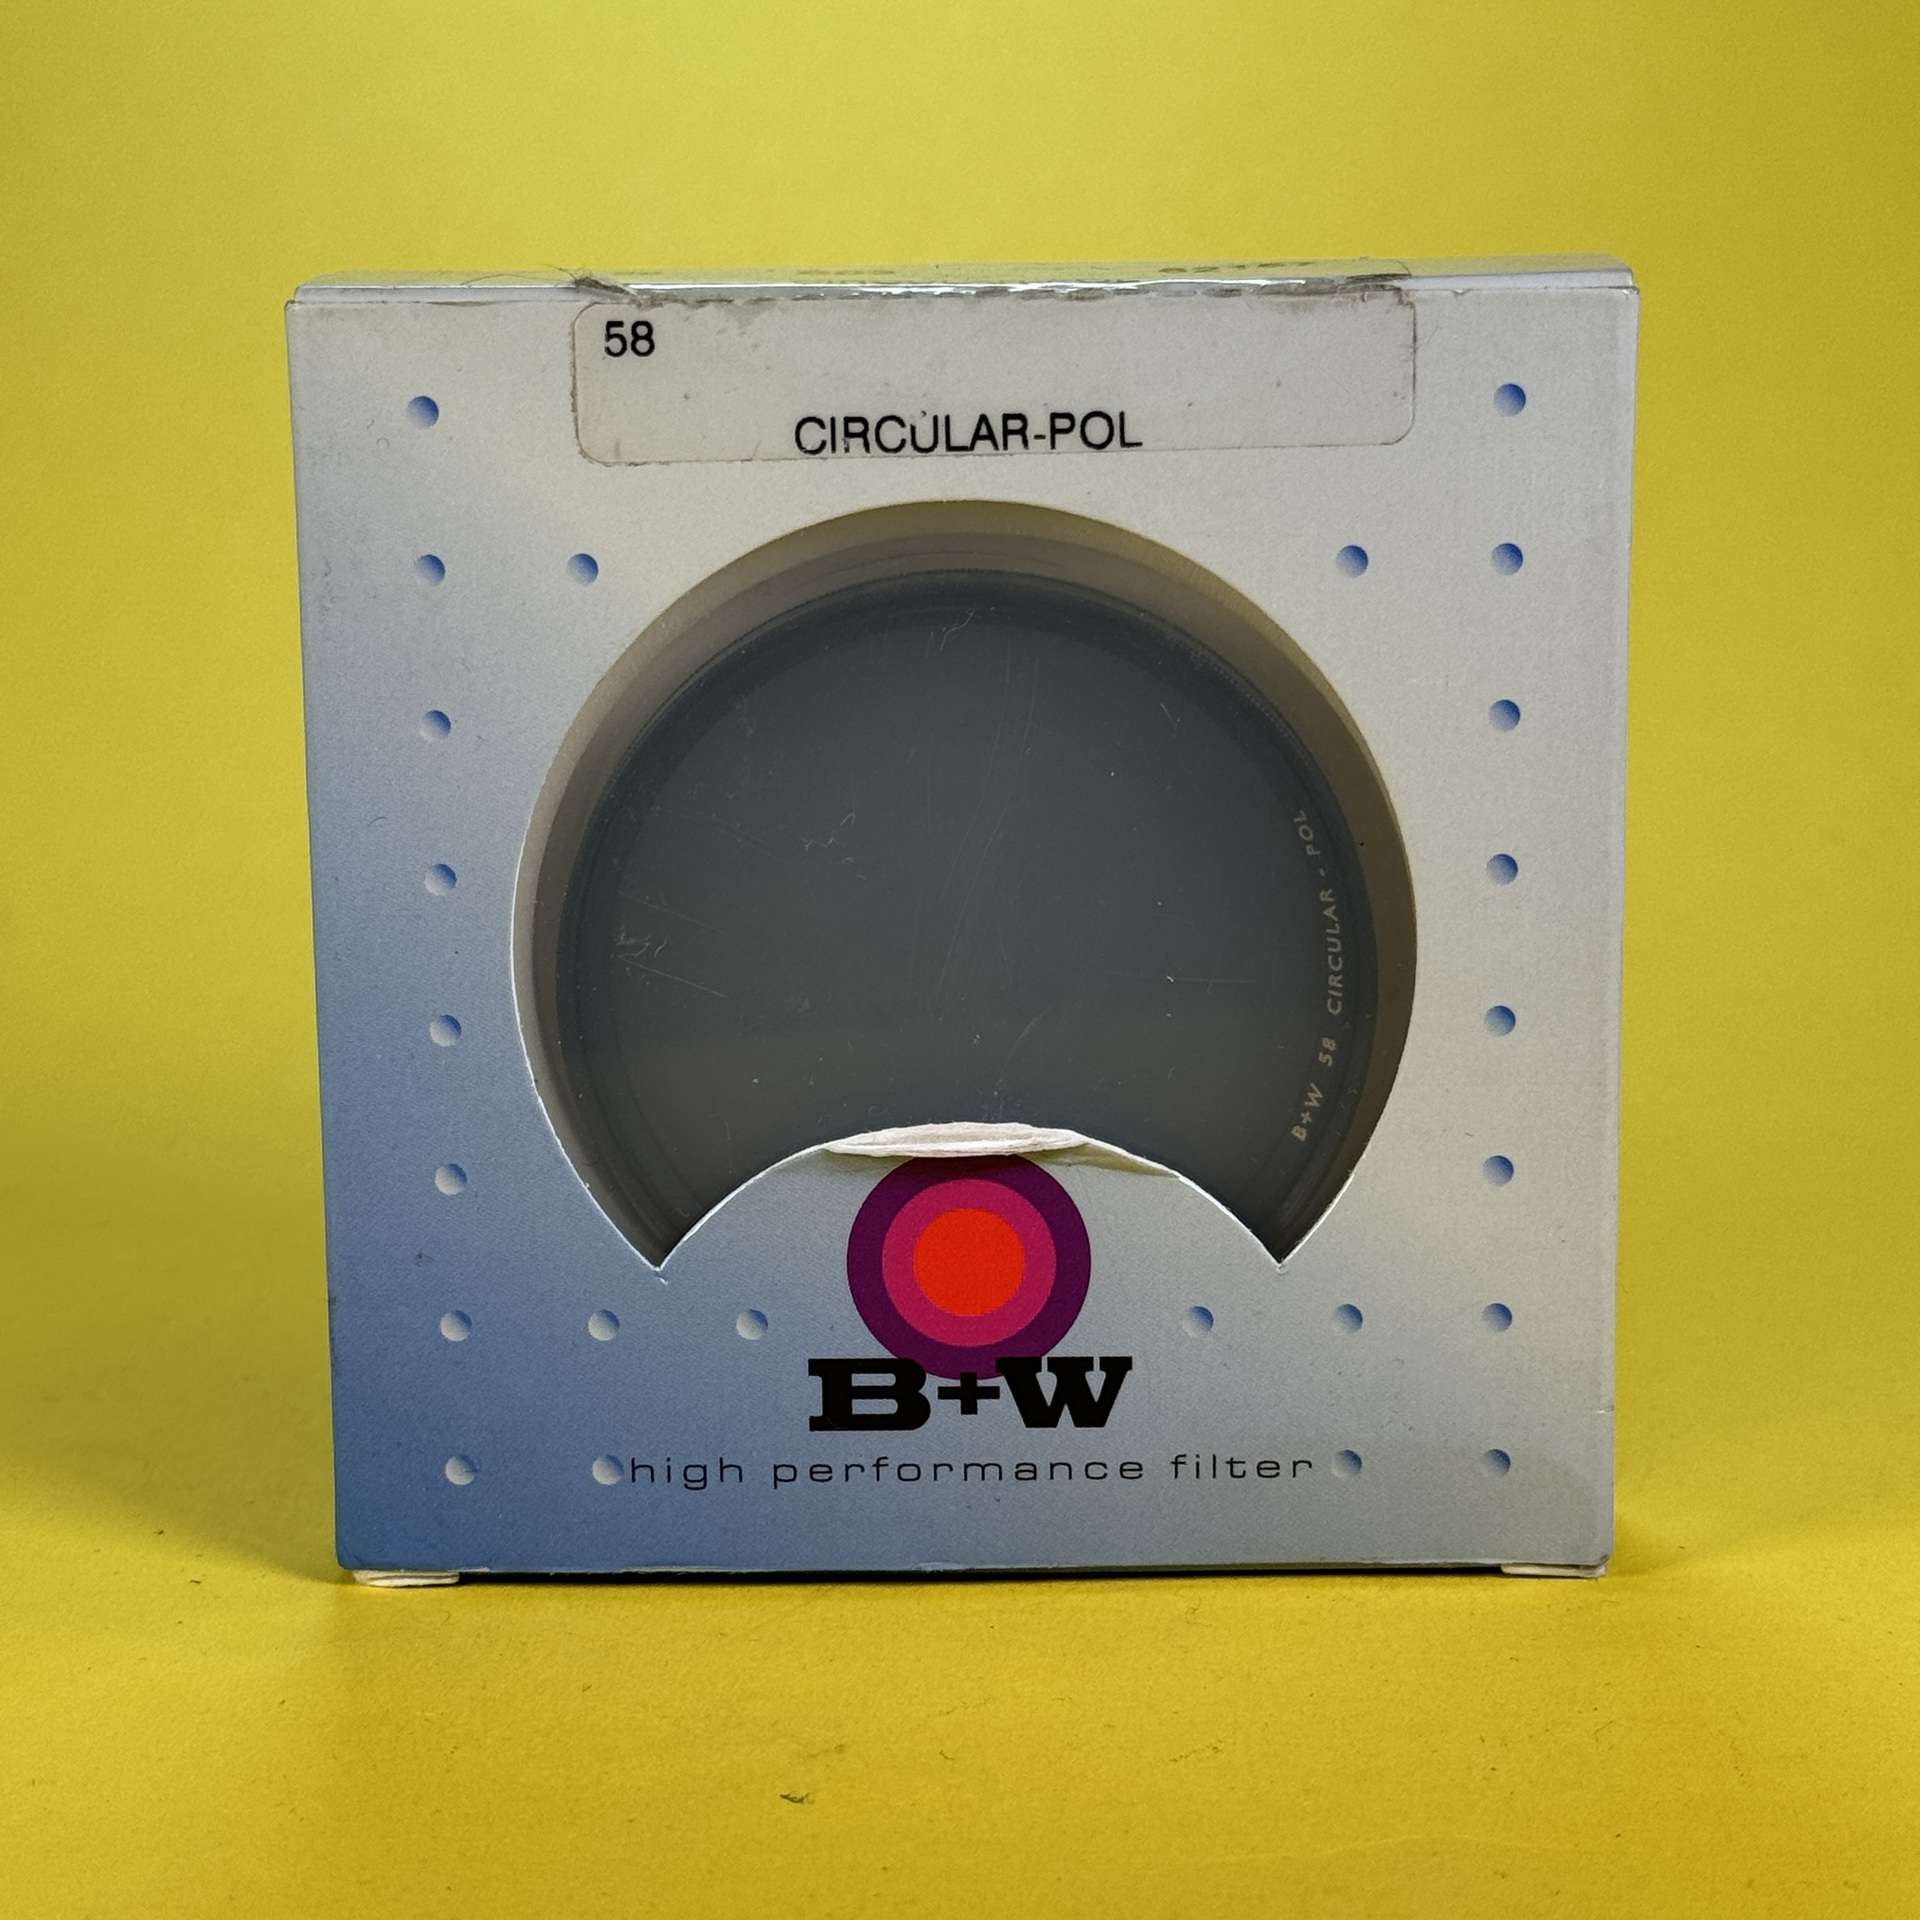 58
CIRCULAR-POL
B+W 58 CIRCULAR - POL
B+W
high performance filter